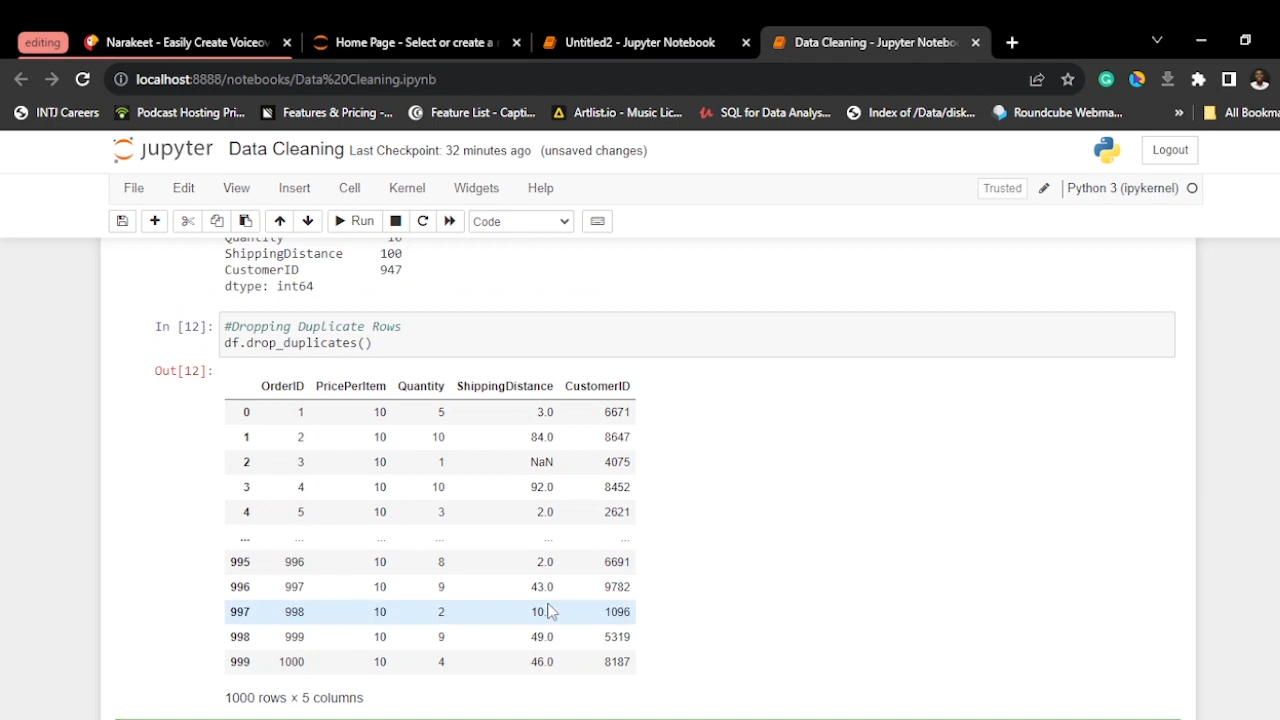 editing Narakeet - Easily Create Voiceov Home Page - Select or create a Untitled2 - Jupyter Notebook Data Cleaning - Jupyter Notebo
localhost:8888/notebooks/Data%20Cleaning.ipynb
INTJ Careers Podcast Hosting Pri... Features & Pricing -... Feature List - Capti... Artlist.io - Music Lic... SQL for Data Analys... Index of /Data/disk... Roundcube Webma... » All Bookma
jupyter Data Cleaning Last Checkpoint: 32 minutes ago (unsaved changes) Logout
File Edit View Insert Cell Kernel Widgets Help Trusted Python 3 (ipykernel)
Run Code
Quantity 10
ShippingDistance 100
CustomerID 947
dtype: int64
In [12]: #Dropping Duplicate Rows
df.drop_duplicates()
Out[12]:
OrderID PricePerItem Quantity ShippingDistance CustomerID
0 1 10 5 3.0 6671
1 2 10 10 84.0 8647
2 3 10 1 NaN 4075
3 4 10 10 92.0 8452
4 5 10 3 2.0 2621
... ... ... ... ... ...
995 996 10 8 2.0 6691
996 997 10 9 43.0 9782
997 998 10 2 10. 1096
998 999 10 9 49.0 5319
999 1000 10 4 46.0 8187
1000 rows × 5 columns